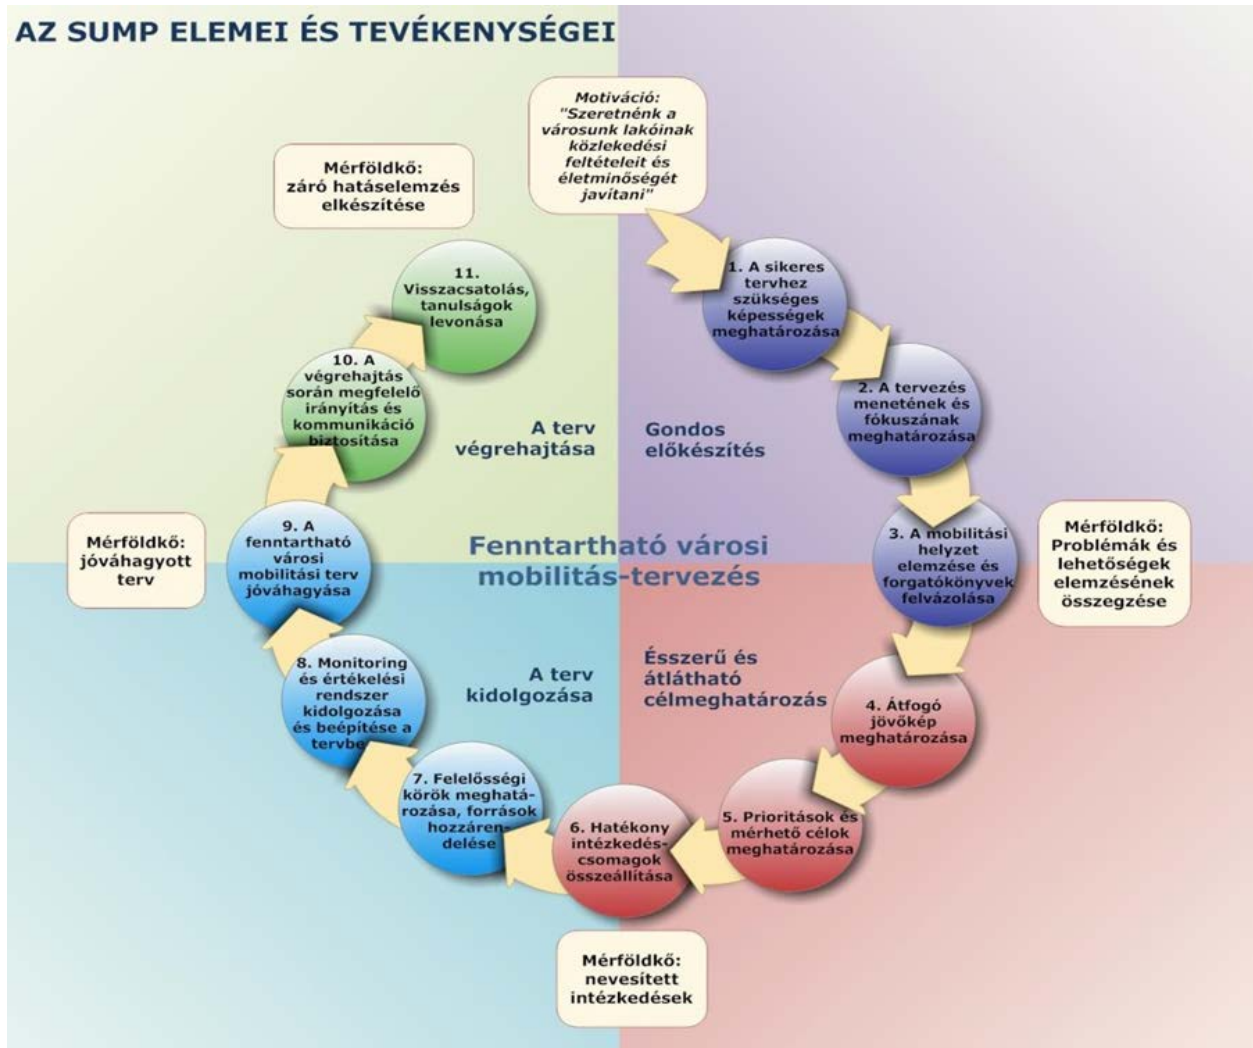 AZ SUMP ELEMEI ÉS TEVÉKENYSÉGEI
Motiváció:
"Szeretnénk a
városunk lakóinak
közlekedési
feltételeit és
életminőségét
javítani"
Mérföldkő:
záró hatáselemzés
elkészítése
1. A sikeres
tervhez
szükséges
képességek
meghatározása
2. A tervezés
menetének és
fókuszának
meghatározása
3. A mobilitási
helyzet
elemzése és
forgatókönyvek
felvázolása
Mérföldkő:
Problémák és
lehetőségek
elemzésének
összegzése
4. Átfogó
jövőkép
meghatározása
5. Prioritások és
mérhető célok
meghatározása
6. Hatékony
intézkedés-
csomagok
összeállítása
Mérföldkő:
nevesített
intézkedések
7. Felelősségi
körök meghatá-
rozása, források
hozzáren-
delése
8. Monitoring
és értékelési
rendszer
kidolgozása
és beépítése a
tervbe
9. A
fenntartható
városi
mobilitási terv
jóváhagyása
Mérföldkő:
jóváhagyott
terv
10. A
végrehajtás
során megfelelő
irányítás és
kommunikáció
biztosítása
11.
Visszacsatolás,
tanulságok
levonása
A terv
végrehajtása
Gondos
előkészítés
Fenntartható városi
mobilitás-tervezés
A terv
kidolgozása
Ésszerű és
átlátható
célmeghatározás